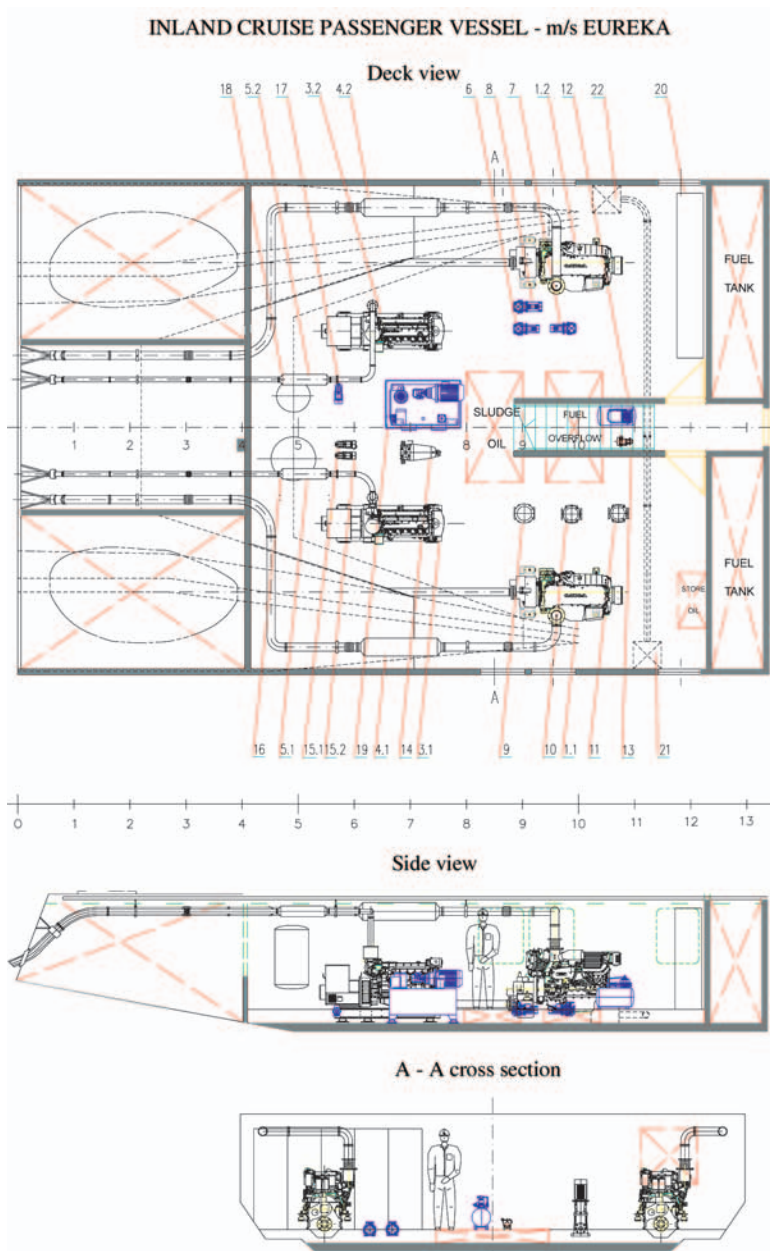 INLAND CRUISE PASSENGER VESSEL - m/s EUREKA
Deck view
18 5.2 17 3.2 4.2 6 8 7 1.2 12 22 20
A
FUEL
TANK
SLUDGE
OIL
FUEL
OVERFLOW
1 2 3 5 8 9 10
FUEL
TANK
STORE
OIL
A
16 5.1 15.1 15.2 19 4.1 14 3.1 9 10 1.1 11 13 21
0 1 2 3 4 5 6 7 8 9 10 11 12 13
Side view
A - A cross section